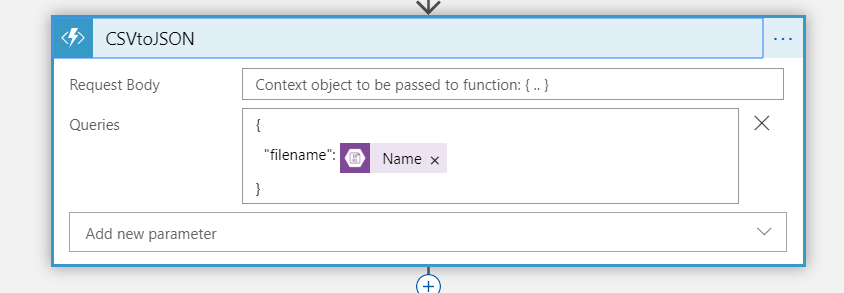 CSVtoJSON
...
Request Body
Context object to be passed to function: { .. }
Queries
{
"filename": Name ×
}
Add new parameter